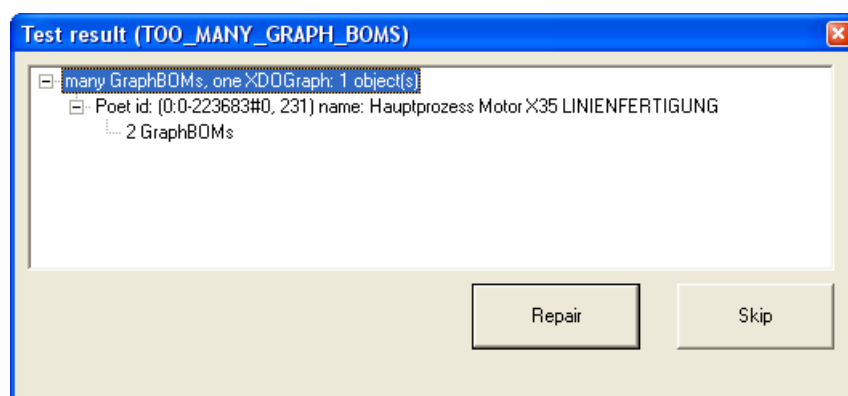 Test result (TOO_MANY_GRAPH_BOMS)
many GraphBOMs, one XDOGraph: 1 object(s)
Poet id: (0:0-223683#0, 231) name: Hauptprozess Motor X35 LINIENFERTIGUNG
2 GraphBOMs
Repair Skip